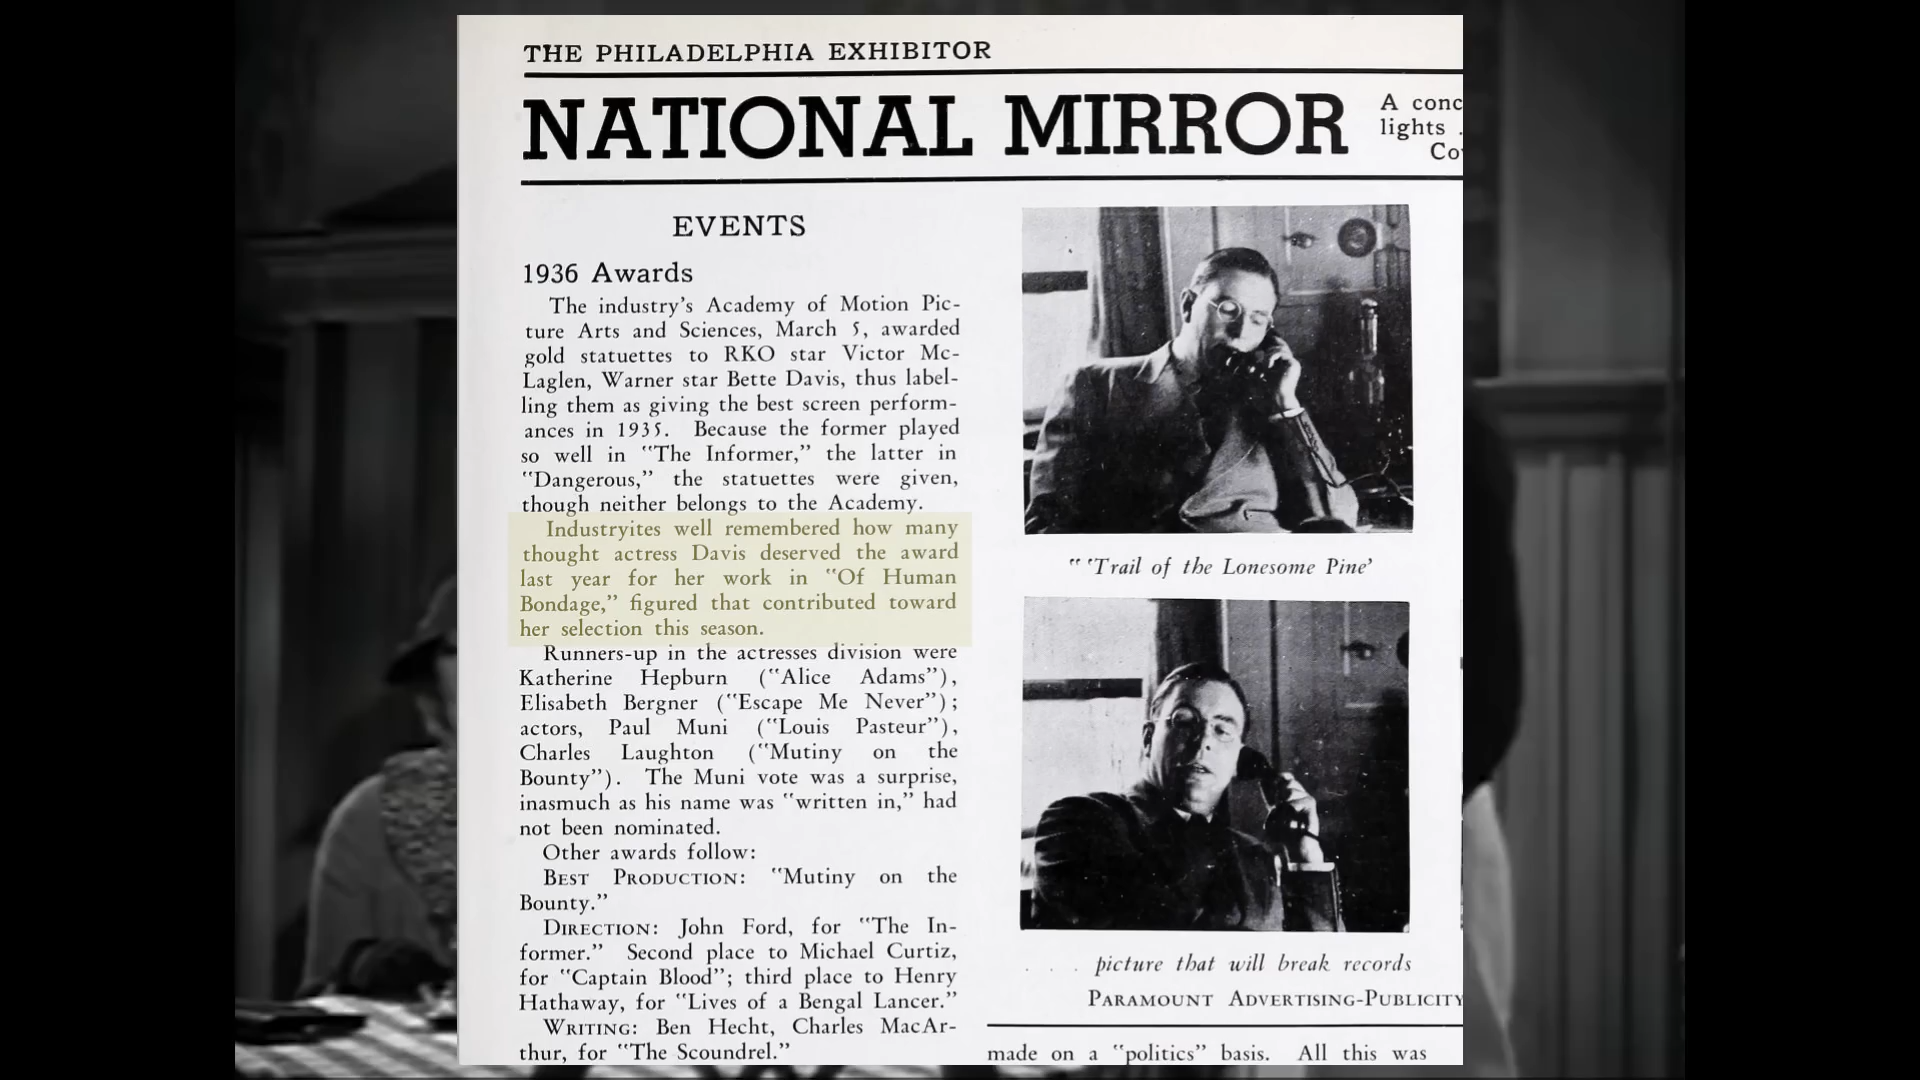 THE PHILADELPHIA EXHIBITOR
NATIONAL MIRROR
A conc
lights .
Co
EVENTS
1936 Awards
The industry's Academy of Motion Pic-
ture Arts and Sciences, March 5, awarded
gold statuettes to RKO star Victor Mc-
Laglen, Warner star Bette Davis, thus label-
ling them as giving the best screen perform-
ances in 1935. Because the former played
so well in "The Informer," the latter in
"Dangerous," the statuettes were given,
though neither belongs to the Academy.
Industryites well remembered how many
thought actress Davis deserved the award
last year for her work in "Of Human
Bondage," figured that contributed toward
her selection this season.
Runners-up in the actresses division were
Katherine Hepburn ("Alice Adams"),
Elisabeth Bergner ("Escape Me Never");
actors, Paul Muni ("Louis Pasteur"),
Charles Laughton ("Mutiny on the
Bounty"). The Muni vote was a surprise,
inasmuch as his name was "written in," had
not been nominated.
Other awards follow:
BEST PRODUCTION: "Mutiny on the
Bounty."
DIRECTION: John Ford, for "The In-
former." Second place to Michael Curtiz,
for "Captain Blood"; third place to Henry
Hathaway, for "Lives of a Bengal Lancer."
WRITING: Ben Hecht, Charles MacAr-
thur, for "The Scoundrel."
" 'Trail of the Lonesome Pine'
. . . picture that will break records
PARAMOUNT ADVERTISING-PUBLICITY
made on a "politics" basis. All this was